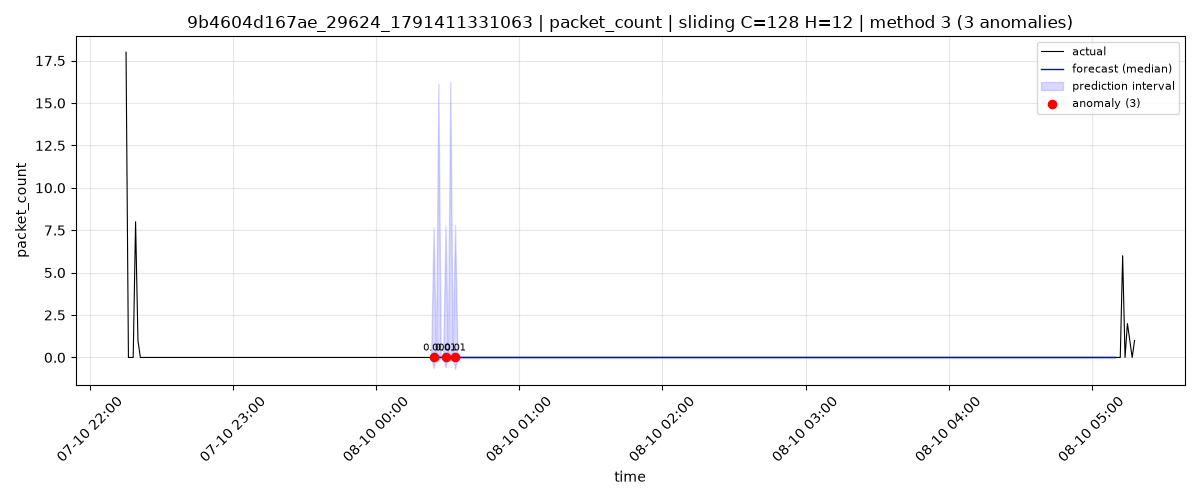 9b4604d167ae_29624_1791411331063 | packet_count | sliding C=128 H=12 | method 3 (3 anomalies)
actual
forecast (median)
prediction interval
anomaly (3)
17.5
15.0
12.5
10.0
7.5
5.0
2.5
0.0
packet_count
07-10 22:00
07-10 23:00
08-10 00:00
08-10 01:00
08-10 02:00
08-10 03:00
08-10 04:00
08-10 05:00
time